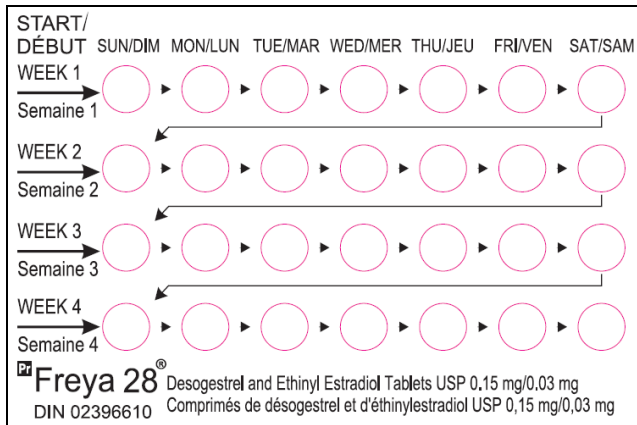 START/
DÉBUT SUN/DIM MON/LUN TUE/MAR WED/MER THU/JEU FRI/VEN SAT/SAM
WEEK 1
Semaine 1
WEEK 2
Semaine 2
WEEK 3
Semaine 3
WEEK 4
Semaine 4
Pr Freya 28® Desogestrel and Ethinyl Estradiol Tablets USP 0.15 mg/0.03 mg
DIN 02396610 Comprimés de désogestrel et d'éthinylestradiol USP 0,15 mg/0,03 mg